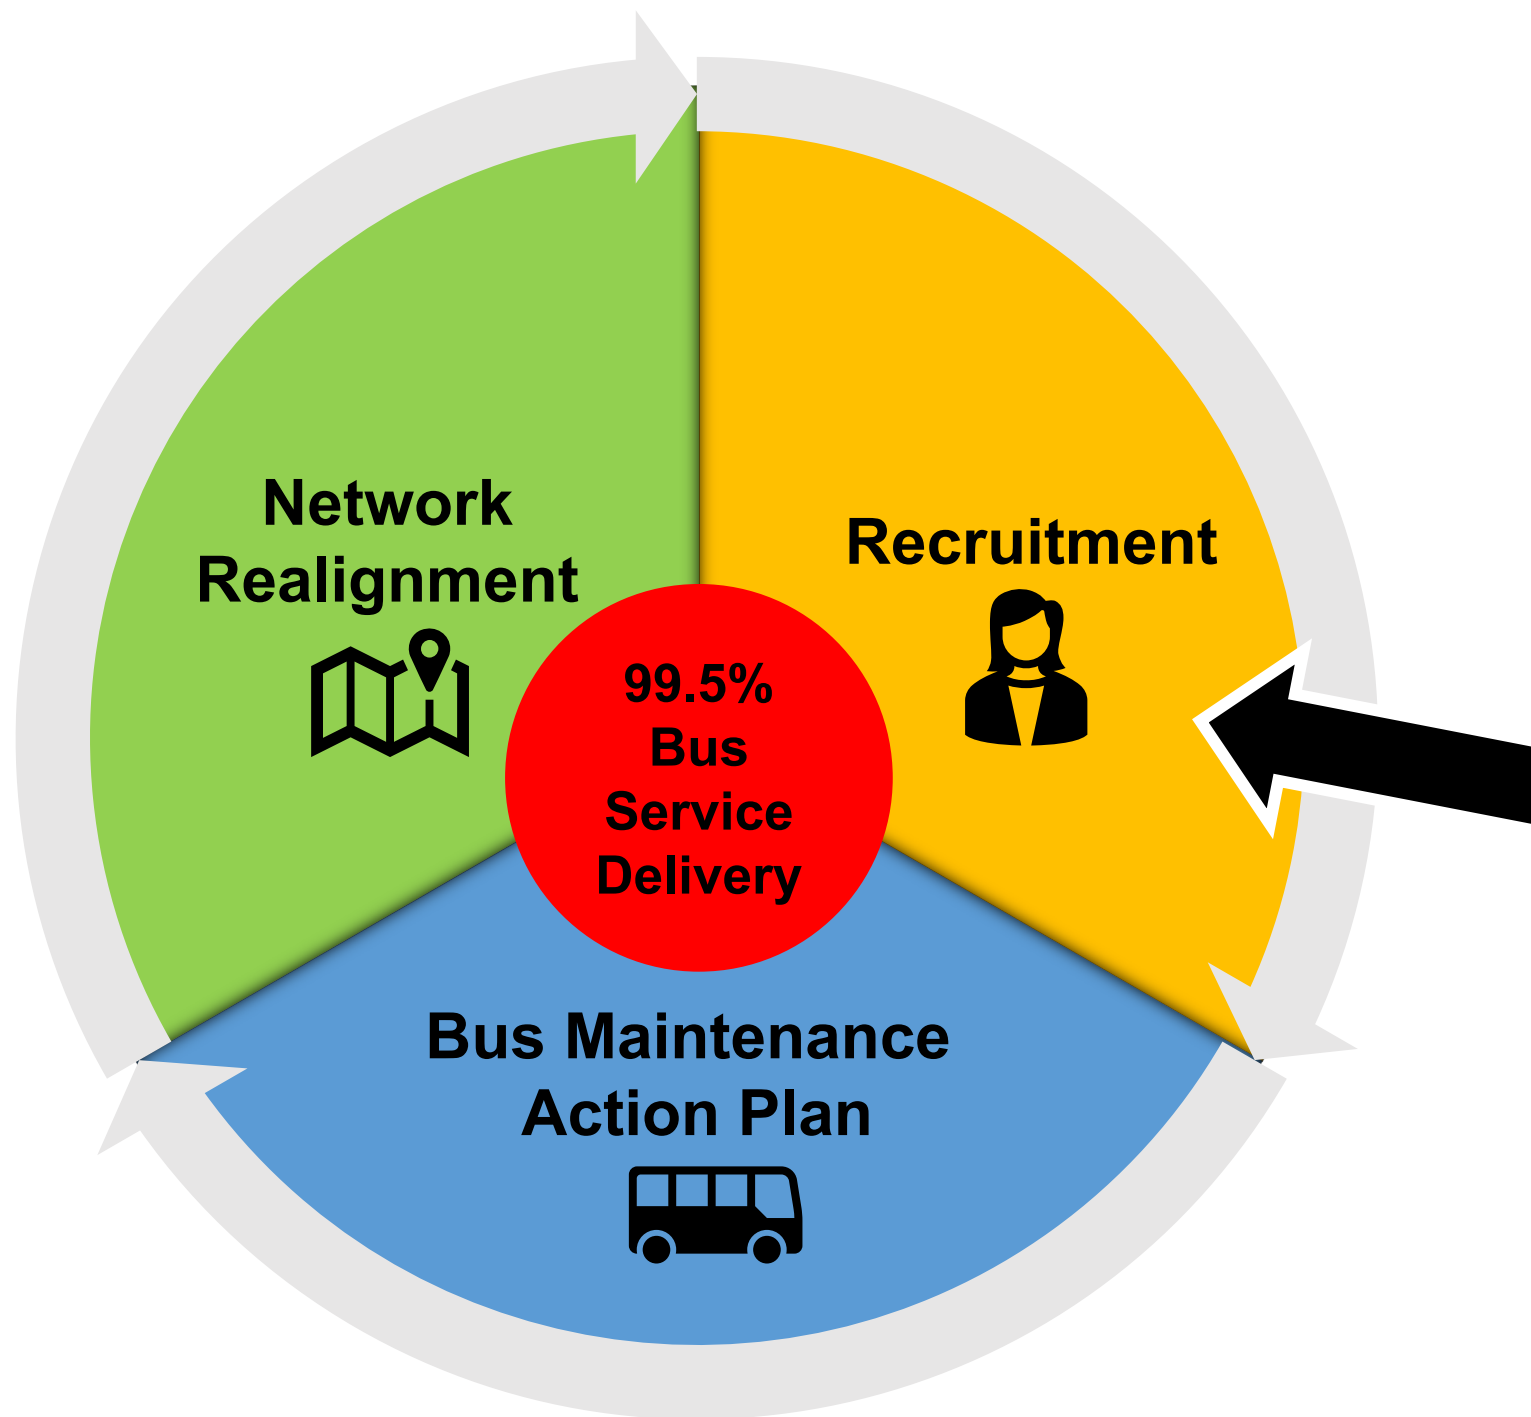 Network
Realignment
Recruitment
99.5%
Bus
Service
Delivery
Bus Maintenance
Action Plan